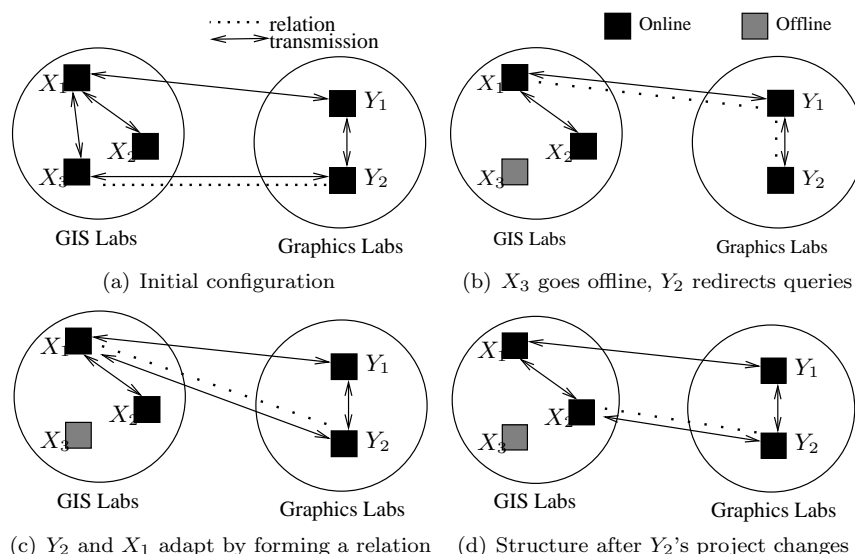 relation
transmission
Online
Offline
X₁
X₂
X₃
Y₁
Y₂
GIS Labs
Graphics Labs
(a) Initial configuration
X₁
X₂
X₃
Y₁
Y₂
GIS Labs
Graphics Labs
(b) X₃ goes offline, Y₂ redirects queries
X₁
X₂
X₃
Y₁
Y₂
GIS Labs
Graphics Labs
(c) Y₂ and X₁ adapt by forming a relation
X₁
X₂
X₃
Y₁
Y₂
GIS Labs
Graphics Labs
(d) Structure after Y₂'s project changes